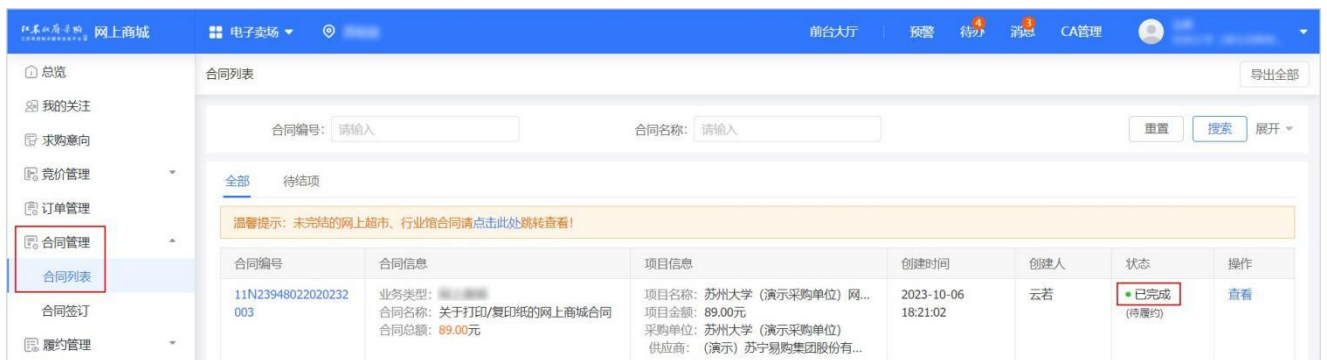 江苏政府采购 网上商城
电子卖场
前台大厅
预警
待办
4
消息
3
CA管理
总览
我的关注
求购意向
竞价管理
订单管理
合同管理
合同列表
合同签订
履约管理
合同列表
导出全部
合同编号： 请输入
合同名称： 请输入
重置
搜索
展开
全部 待结项
温馨提示：未完结的网上超市、行业馆合同请点击此处跳转查看！
合同编号 合同信息 项目信息 创建时间 创建人 状态 操作
11N23948022020232
003
业务类型：
合同名称：关于打印/复印纸的网上商城合同
合同总额：89.00元
项目名称：苏州大学（演示采购单位）网...
项目金额：89.00元
采购单位：苏州大学（演示采购单位）
供应商：（演示）苏宁易购集团股份有...
2023-10-06
18:21:02
云若
已完成
(待履约)
查看